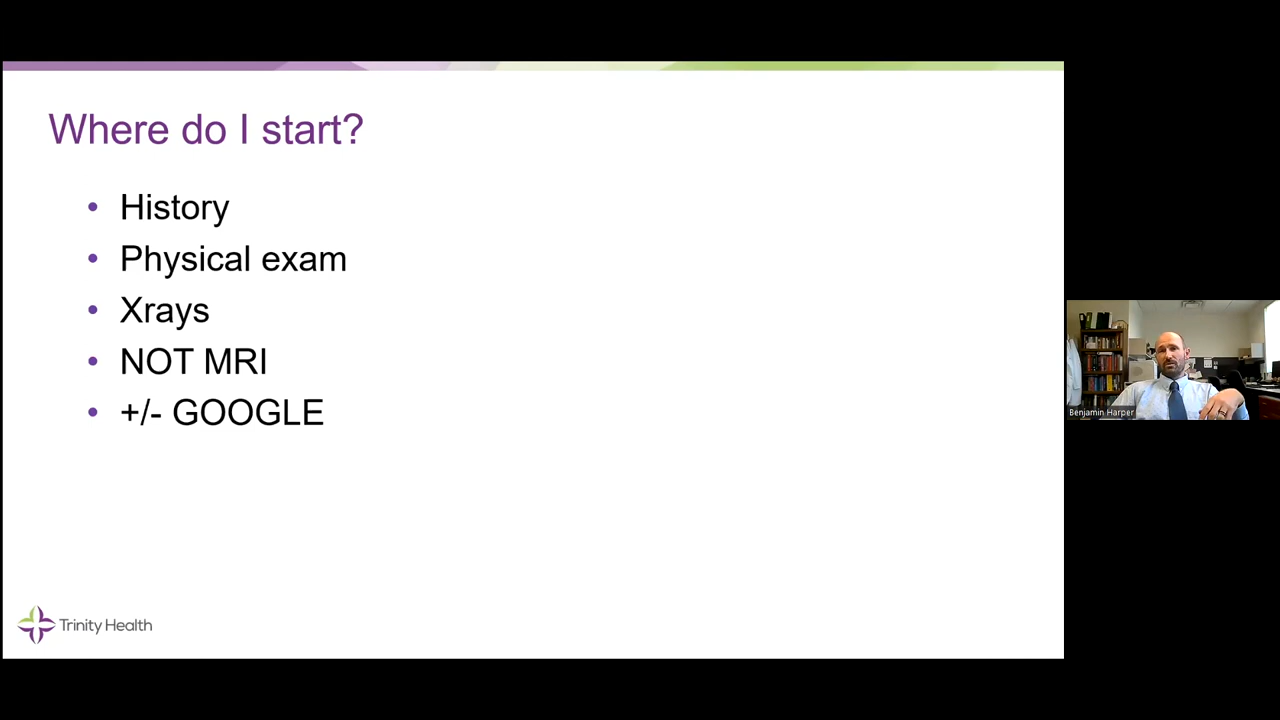 Where do I start?
• History
• Physical exam
• Xrays
• NOT MRI
• +/- GOOGLE
Trinity Health
Benjamin Harper